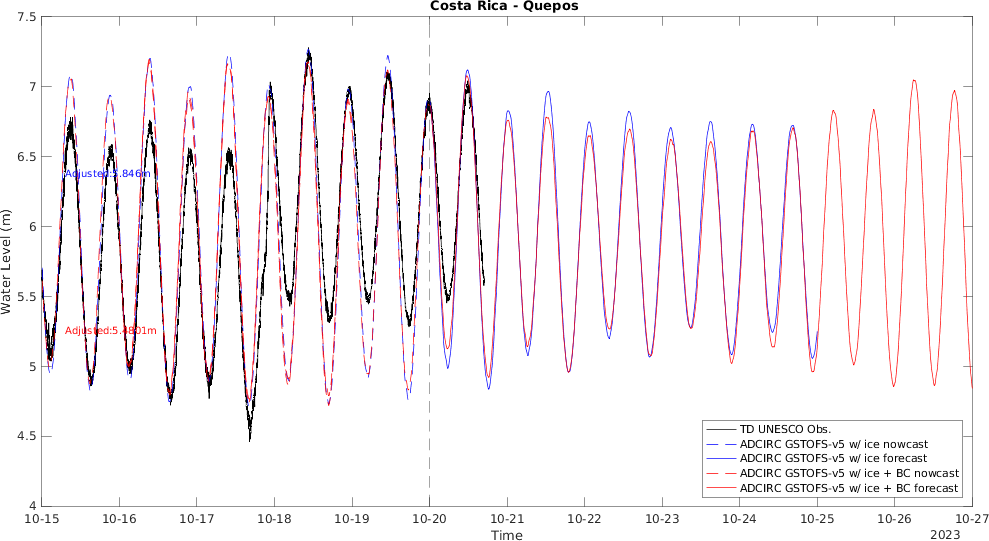 Costa Rica - Quepos
7.5
7
6.5
6
5.5
5
4.5
4
Water Level (m)
Adjusted:5.846m
Adjusted:5.4801m
TD UNESCO Obs.
ADCIRC GSTOFS-v5 w/ ice nowcast
ADCIRC GSTOFS-v5 w/ ice forecast
ADCIRC GSTOFS-v5 w/ ice + BC nowcast
ADCIRC GSTOFS-v5 w/ ice + BC forecast
10-15 10-16 10-17 10-18 10-19 10-20 10-21 10-22 10-23 10-24 10-25 10-26 10-27
Time
2023